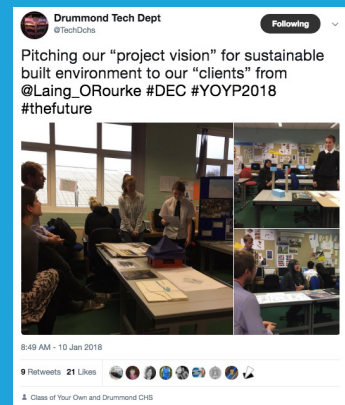 Drummond Tech Dept
@TechDchs
Following
Pitching our “project vision” for sustainable
built environment to our “clients” from
@Laing_ORourke #DEC #YOYP2018
#thefuture
8:49 AM - 10 Jan 2018
9 Retweets 21 Likes
Class of Your Own and Drummond CHS